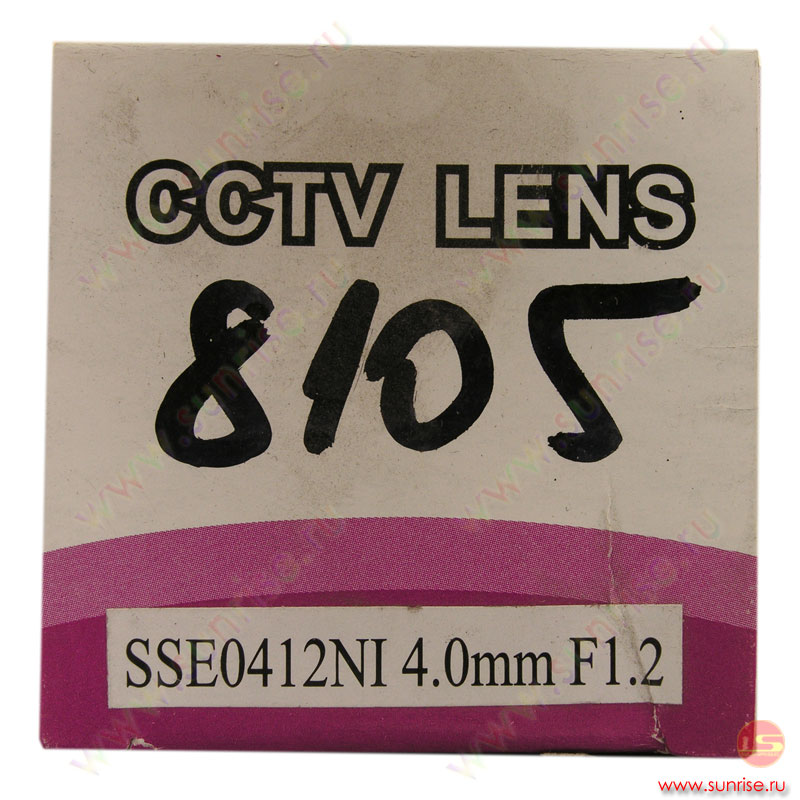 CCTV LENS
8105
SSE0412NI 4.0mm F1.2
www.sunrise.ru